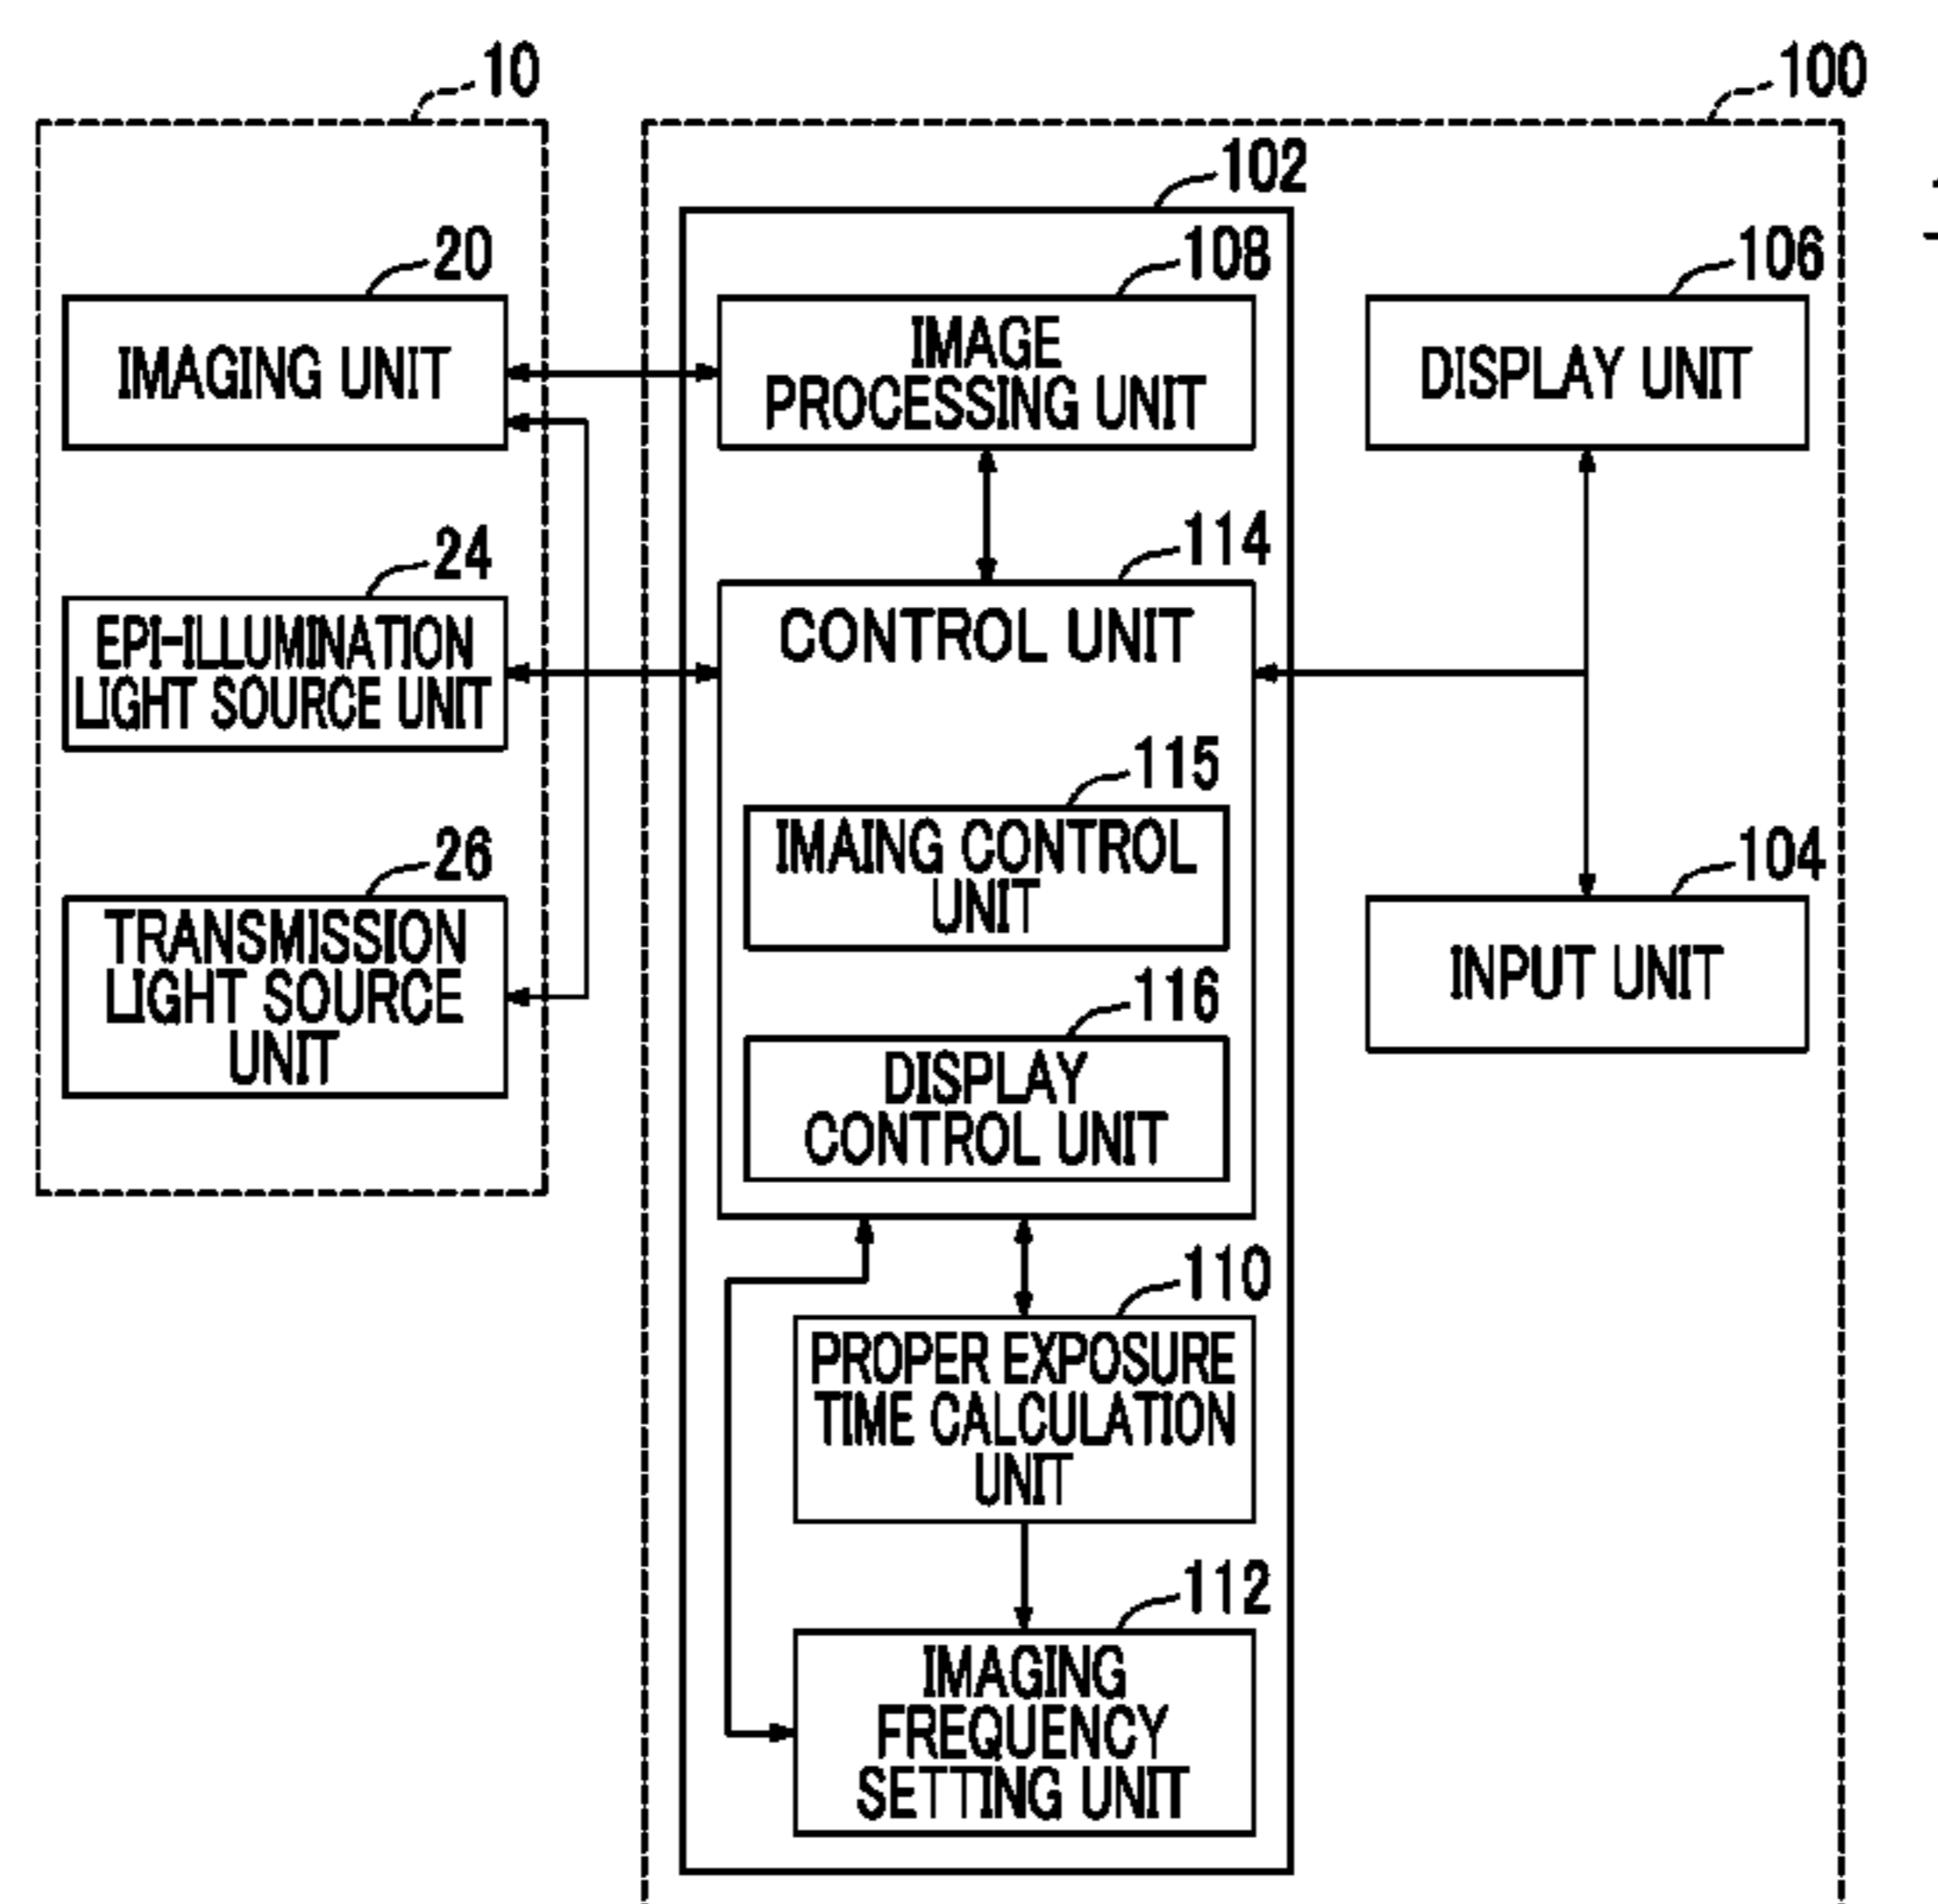 10
100
102
20
108
106
IMAGING UNIT
IMAGE
PROCESSING UNIT
DISPLAY UNIT
24
114
EPI-ILLUMINATION
LIGHT SOURCE UNIT
CONTROL UNIT
115
IMAING CONTROL
UNIT
26
104
TRANSMISSION
LIGHT SOURCE
UNIT
INPUT UNIT
116
DISPLAY
CONTROL UNIT
110
PROPER EXPOSURE
TIME CALCULATION
UNIT
112
IMAGING
FREQUENCY
SETTING UNIT